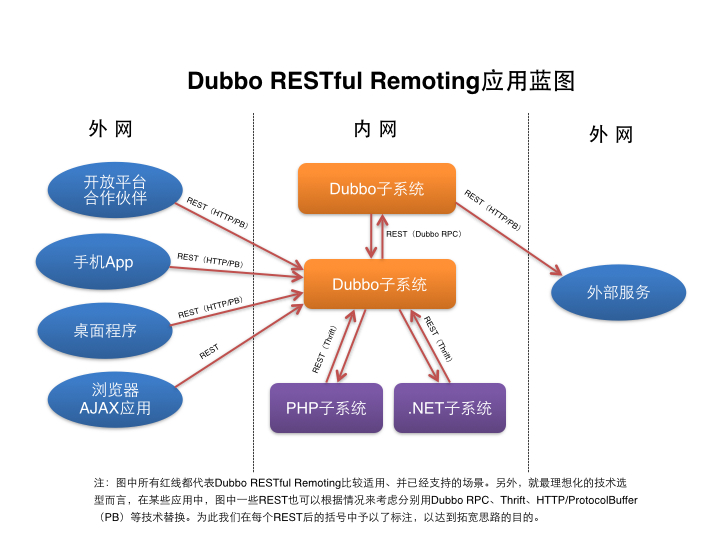 Dubbo RESTful Remoting应用蓝图
外 网
内 网
外 网
开放平台
合作伙伴
REST（HTTP/PB）
Dubbo子系统
REST（HTTP/PB）
REST（Dubbo RPC）
手机App
REST（HTTP/PB）
Dubbo子系统
外部服务
桌面程序
REST（HTTP/PB）
浏览器
AJAX应用
REST
REST（Thrift）
REST（Thrift）
PHP子系统
.NET子系统
注：图中所有红线都代表Dubbo RESTful Remoting比较适用、并已经支持的场景。另外，就最理想化的技术选
型而言，在某些应用中，图中一些REST也可以根据情况来考虑分别用Dubbo RPC、Thrift、HTTP/ProtocolBuffer
（PB）等技术替换。为此我们在每个REST后的括号中予以了标注，以达到拓宽思路的目的。